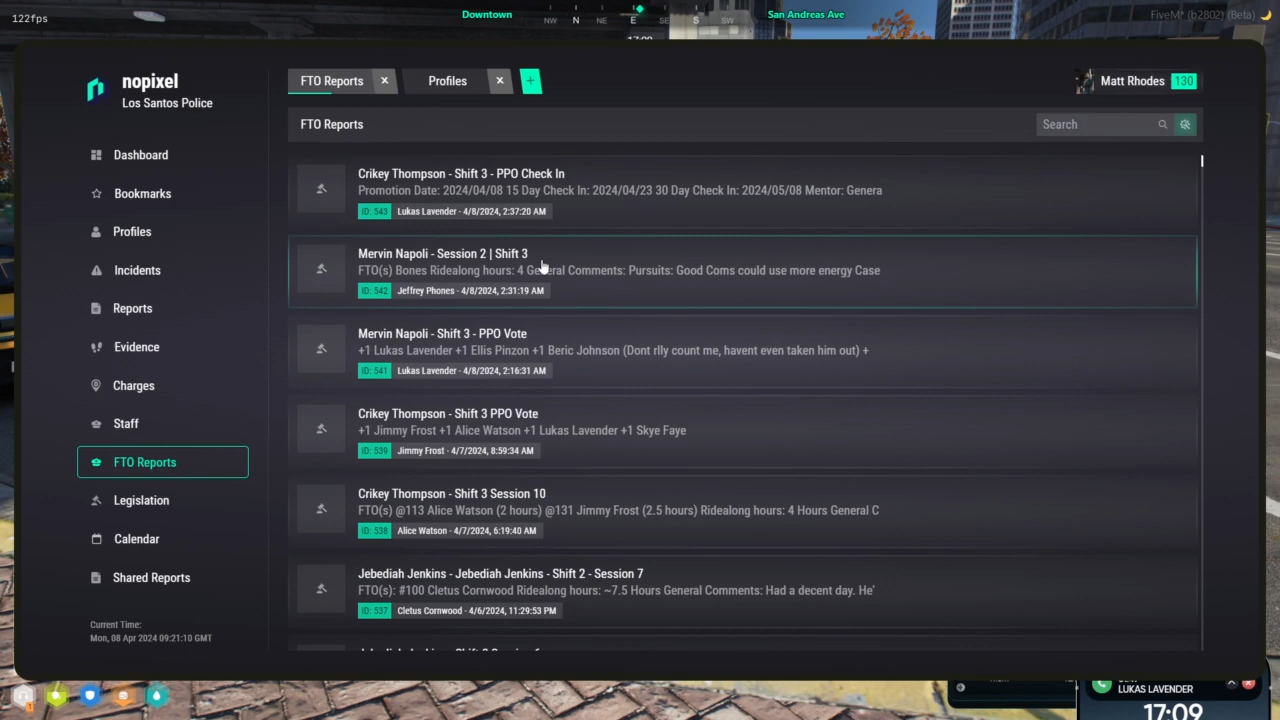 122fps
Downtown
NW N NE E SE S SW
San Andreas Ave
FiveM* (b2802) (Beta)
nopixel
Los Santos Police
FTO Reports
Profiles
+
Matt Rhodes 130
FTO Reports
Search
Dashboard
Bookmarks
Profiles
Incidents
Reports
Evidence
Charges
Staff
FTO Reports
Legislation
Calendar
Shared Reports
Current Time:
Mon, 08 Apr 2024 09:21:10 GMT
Crikey Thompson - Shift 3 - PPO Check In
Promotion Date: 2024/04/08 15 Day Check In: 2024/04/23 30 Day Check In: 2024/05/08 Mentor: Genera
ID: 543 Lukas Lavender - 4/8/2024, 2:37:20 AM
Mervin Napoli - Session 2 | Shift 3
FTO(s) Bones Ridealong hours: 4 General Comments: Pursuits: Good Coms could use more energy Case
ID: 542 Jeffrey Phones - 4/8/2024, 2:31:19 AM
Mervin Napoli - Shift 3 - PPO Vote
+1 Lukas Lavender +1 Ellis Pinzon +1 Beric Johnson (Dont rlly count me, havent even taken him out) +
ID: 541 Lukas Lavender - 4/8/2024, 2:16:31 AM
Crikey Thompson - Shift 3 PPO Vote
+1 Jimmy Frost +1 Alice Watson +1 Lukas Lavender +1 Skye Faye
ID: 539 Jimmy Frost - 4/7/2024, 8:59:34 AM
Crikey Thompson - Shift 3 Session 10
FTO(s) @113 Alice Watson (2 hours) @131 Jimmy Frost (2.5 hours) Ridealong hours: 4 Hours General C
ID: 538 Alice Watson - 4/7/2024, 6:19:40 AM
Jebediah Jenkins - Jebediah Jenkins - Shift 2 - Session 7
FTO(s): #100 Cletus Cornwood Ridealong hours: ~7.5 Hours General Comments: Had a decent day. He'
ID: 537 Cletus Cornwood - 4/6/2024, 11:29:53 PM
LUKAS LAVENDER
17:09